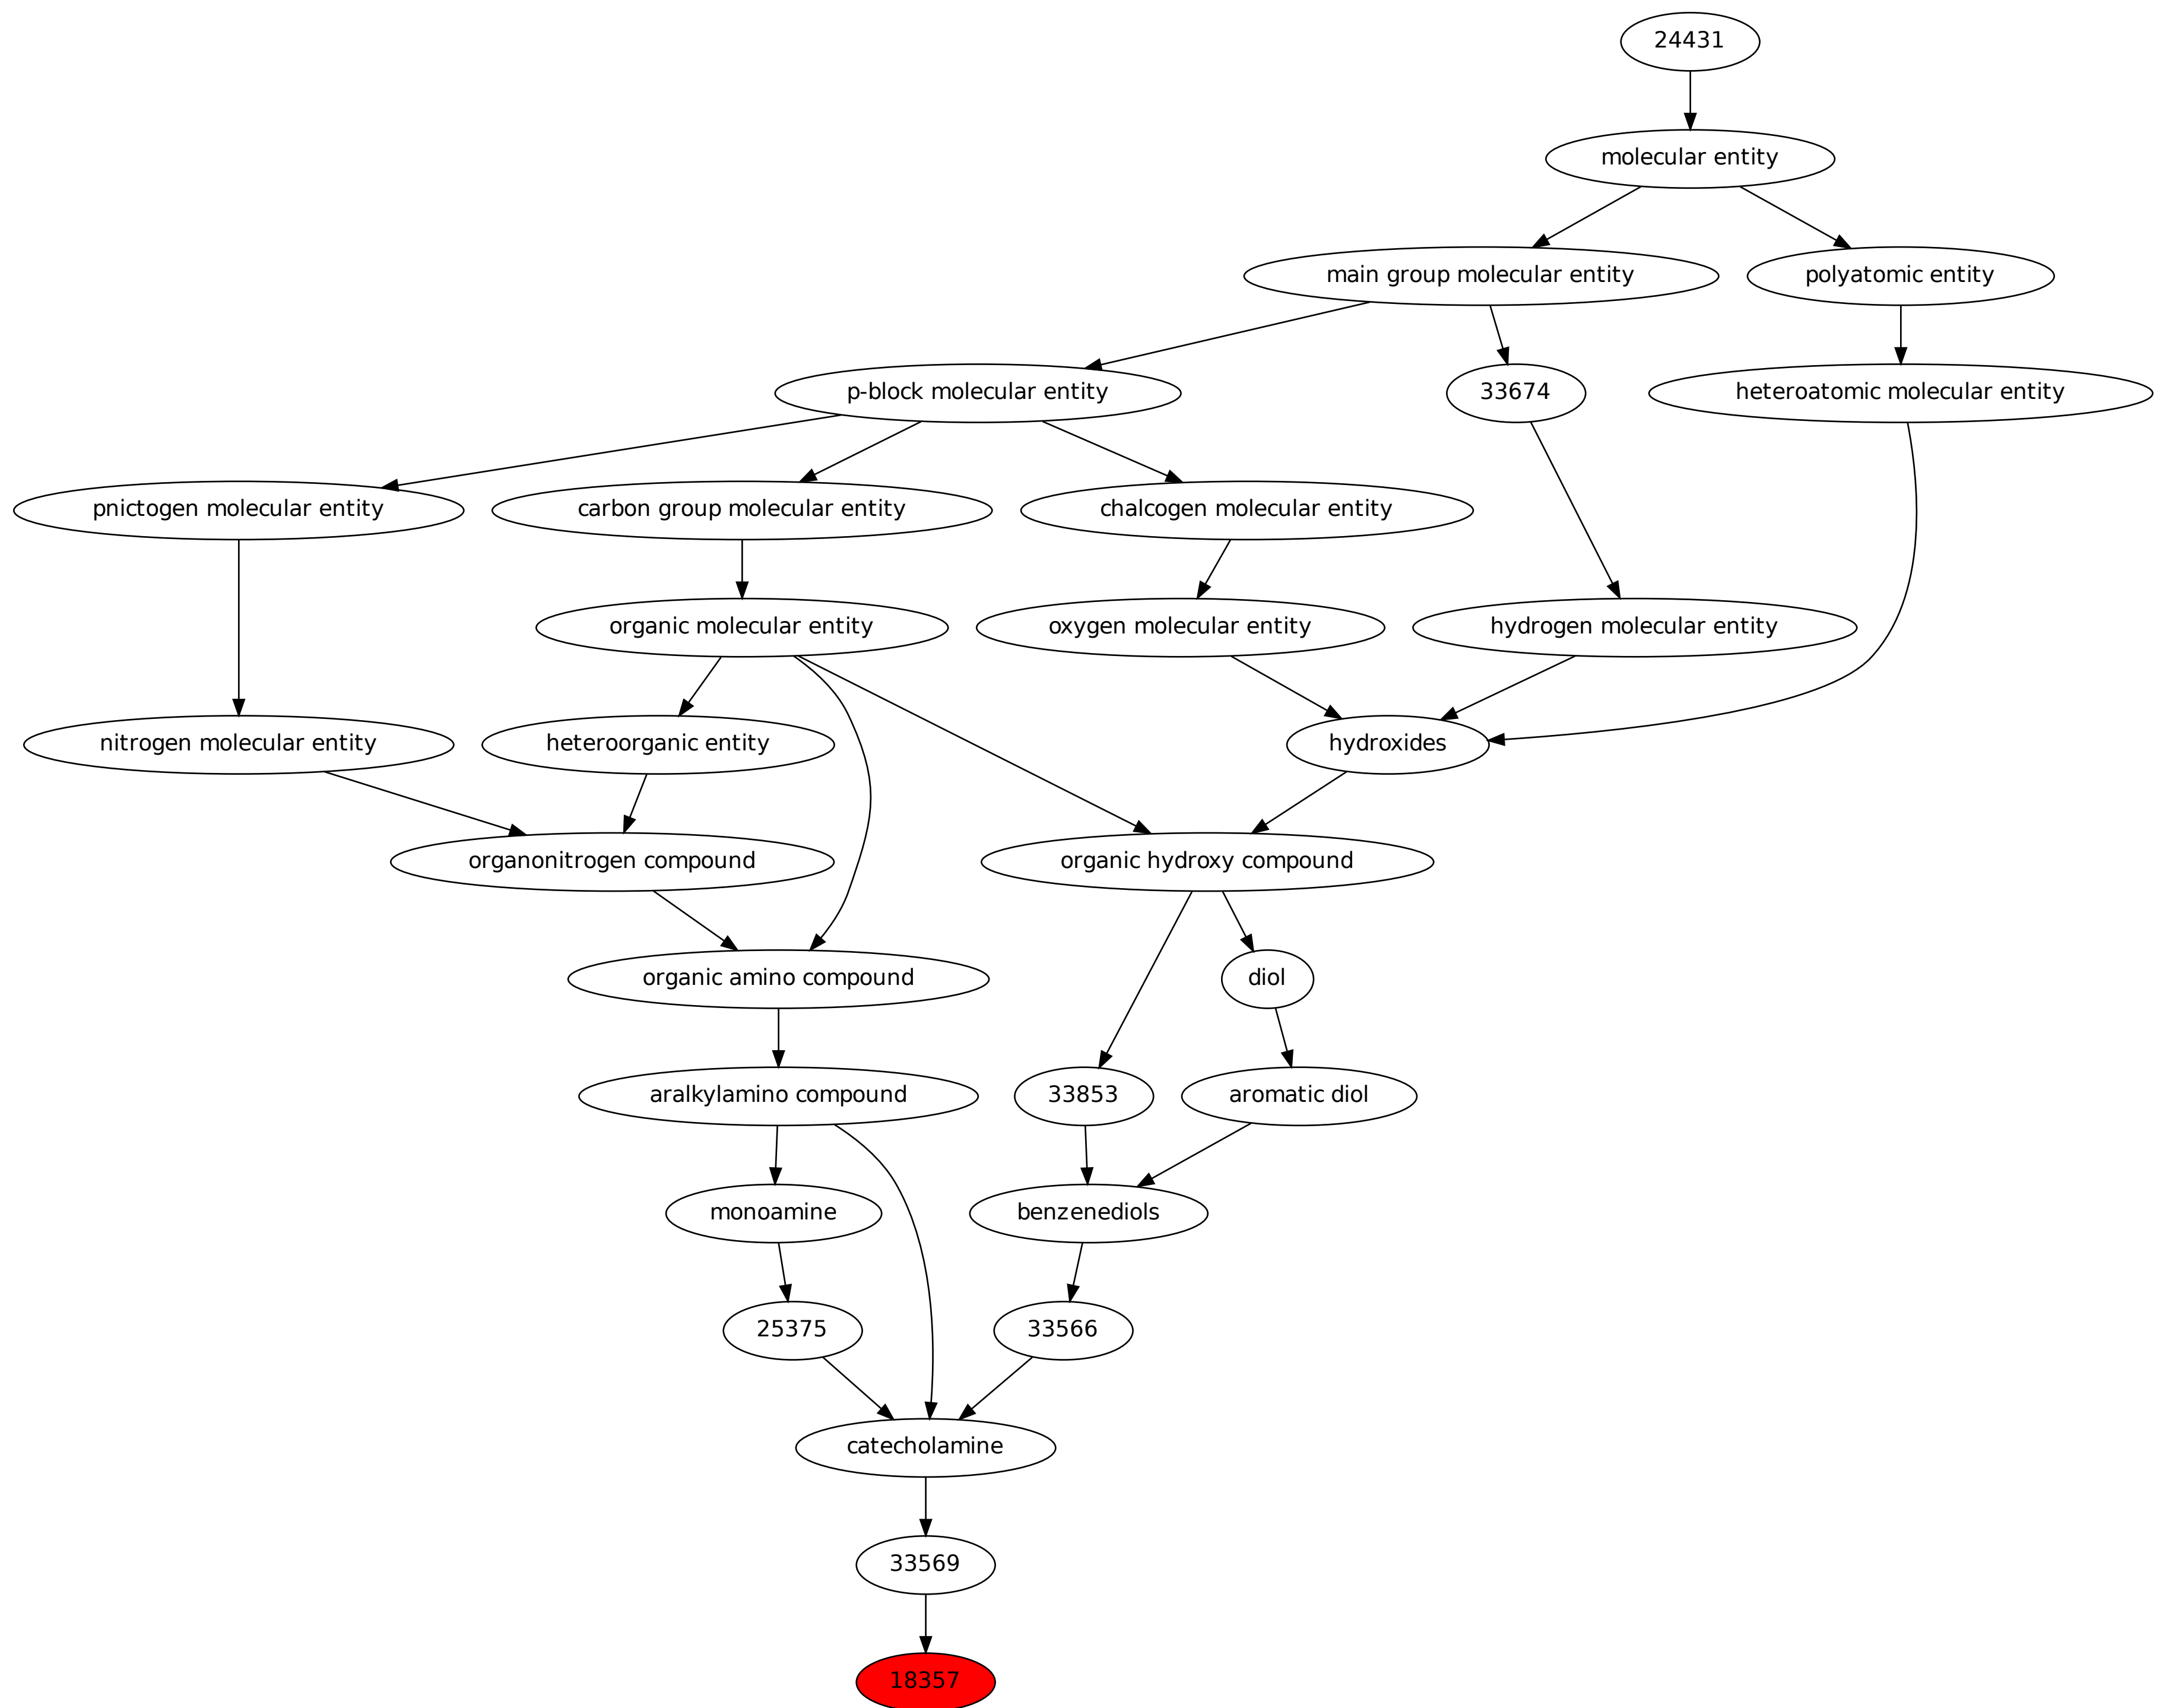 24431
molecular entity
main group molecular entity
polyatomic entity
p-block molecular entity
33674
heteroatomic molecular entity
pnictogen molecular entity
carbon group molecular entity
chalcogen molecular entity
organic molecular entity
oxygen molecular entity
hydrogen molecular entity
nitrogen molecular entity
heteroorganic entity
hydroxides
organonitrogen compound
organic hydroxy compound
organic amino compound
diol
aralkylamino compound
33853
aromatic diol
monoamine
benzenediols
25375
33566
catecholamine
33569
18357